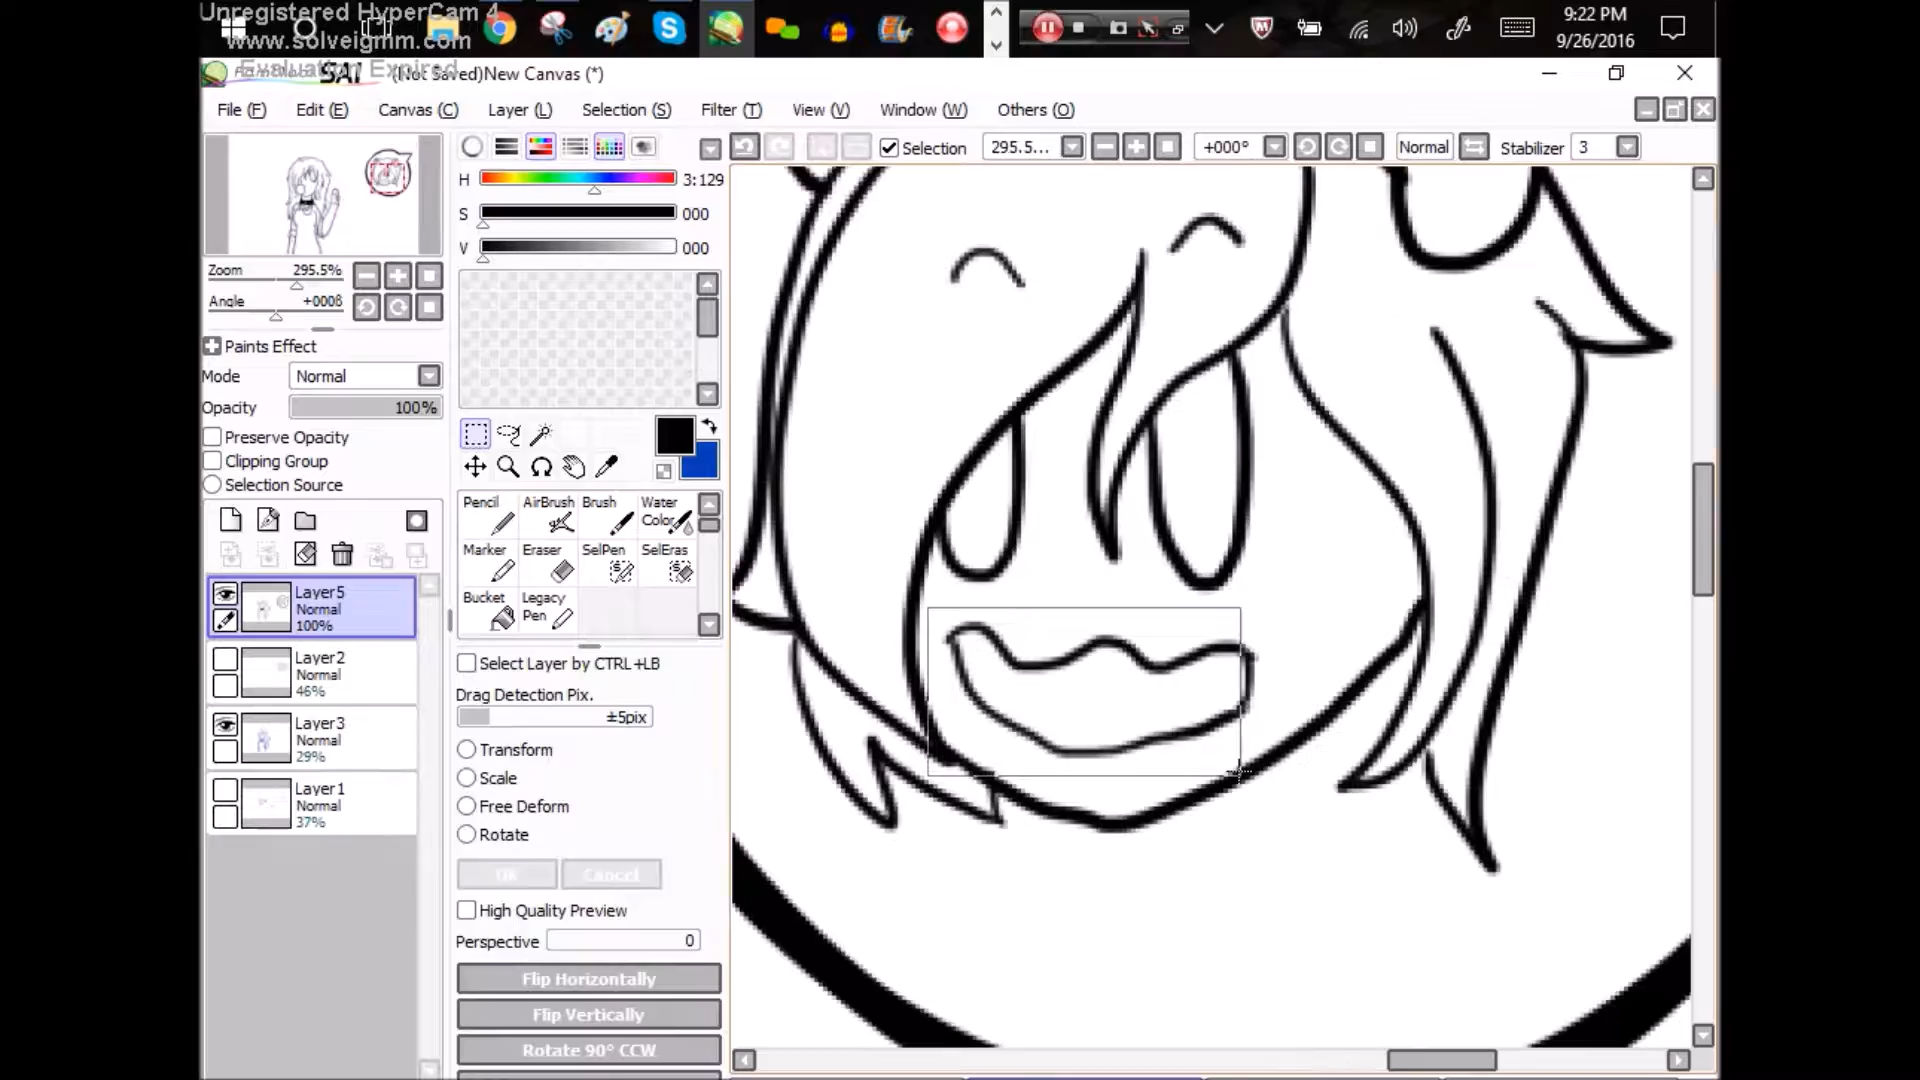 Unregistered HyperCam 4
www.solveigmm.com
Evaluation Expired
9:22 PM
9/26/2016
SAI
(Not Saved)New Canvas (*)
File (F) Edit (E) Canvas (C) Layer (L) Selection (S) Filter (T) View (V) Window (W) Others (O)
Selection 295.5... +000° Normal Stabilizer 3
H 3:129
S 000
V 000
Zoom 295.5%
Angle +000ß
Paints Effect
Mode Normal
Opacity 100%
Preserve Opacity
Clipping Group
Selection Source
Pencil AirBrush Brush Water Color
Marker Eraser SelPen SelEras
Bucket Legacy Pen
Layer5
Normal
100%
Layer2
Normal
46%
Layer3
Normal
29%
Layer1
Normal
37%
Select Layer by CTRL+LB
Drag Detection Pix.
±5pix
Transform
Scale
Free Deform
Rotate
OK Cancel
High Quality Preview
Perspective 0
Flip Horizontally
Flip Vertically
Rotate 90° CCW